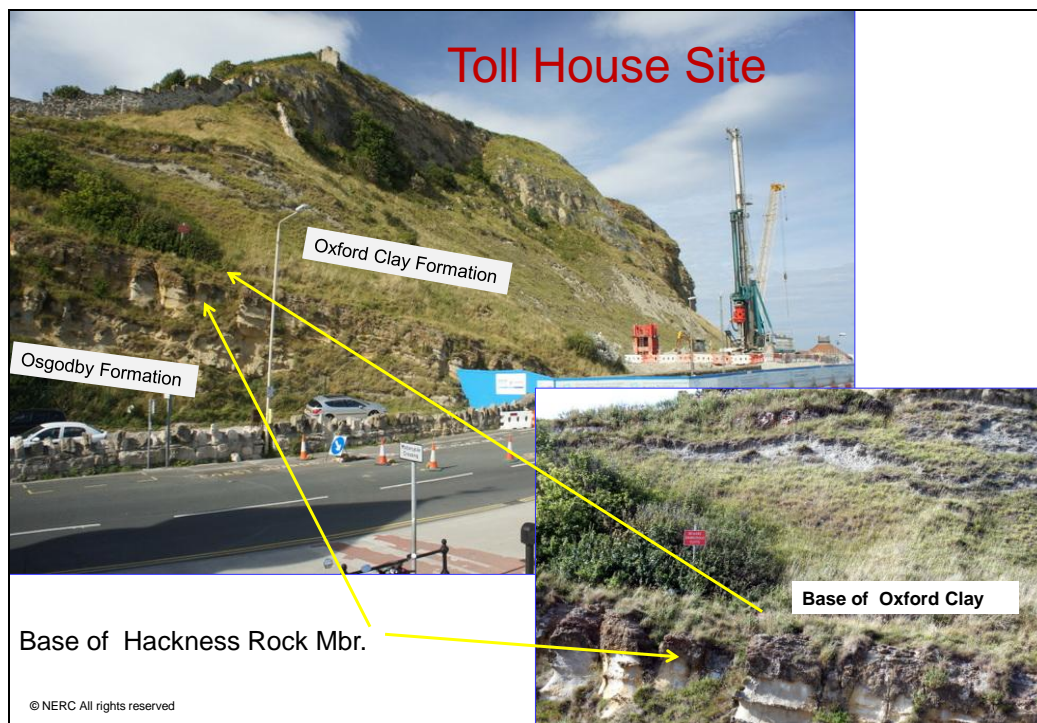 Toll House Site
Oxford Clay Formation
Osgodby Formation
Base of  Oxford Clay
Base of  Hackness Rock Mbr.
© NERC All rights reserved